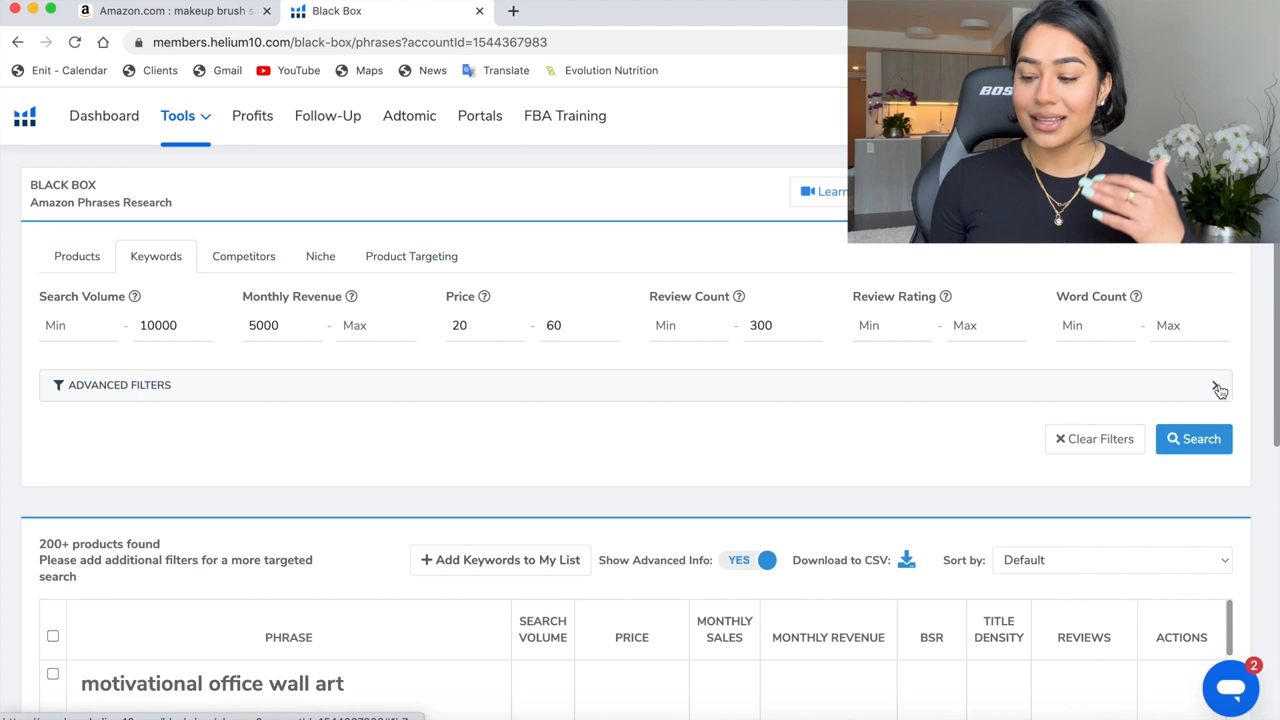 Amazon.com : makeup brush s
Black Box
members.helium10.com/black-box/phrases?accountId=1544367983
Enit - Calendar
Clients
Gmail
YouTube
Maps
News
Translate
Evolution Nutrition
Dashboard
Tools
Profits
Follow-Up
Adtomic
Portals
FBA Training
BOS
BLACK BOX
Amazon Phrases Research
Learn
Products
Keywords
Competitors
Niche
Product Targeting
Search Volume
Monthly Revenue
Price
Review Count
Review Rating
Word Count
Min - 10000
5000 - Max
20 - 60
Min - 300
Min - Max
Min - Max
ADVANCED FILTERS
Clear Filters
Search
200+ products found
Please add additional filters for a more targeted
search
+ Add Keywords to My List
Show Advanced Info: YES
Download to CSV:
Sort by: Default
PHRASE
SEARCH
VOLUME
PRICE
MONTHLY
SALES
MONTHLY REVENUE
BSR
TITLE
DENSITY
REVIEWS
ACTIONS
motivational office wall art
2